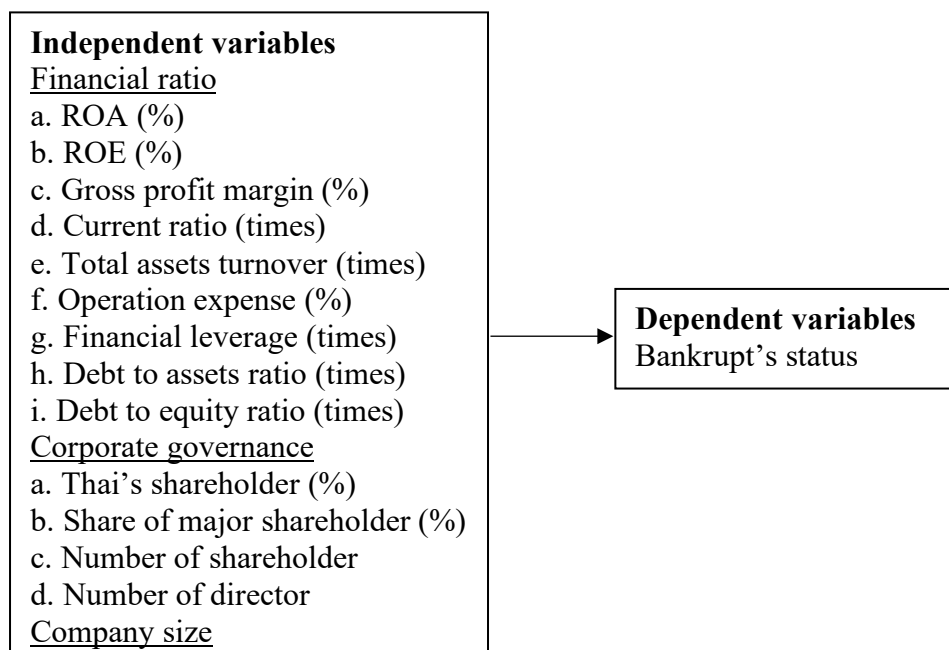 Independent variables
Financial ratio
a. ROA (%)
b. ROE (%)
c. Gross profit margin (%)
d. Current ratio (times)
e. Total assets turnover (times)
f. Operation expense (%)
g. Financial leverage (times)
h. Debt to assets ratio (times)
i. Debt to equity ratio (times)
Corporate governance
a. Thai’s shareholder (%)
b. Share of major shareholder (%)
c. Number of shareholder
d. Number of director
Company size
Dependent variables
Bankrupt’s status